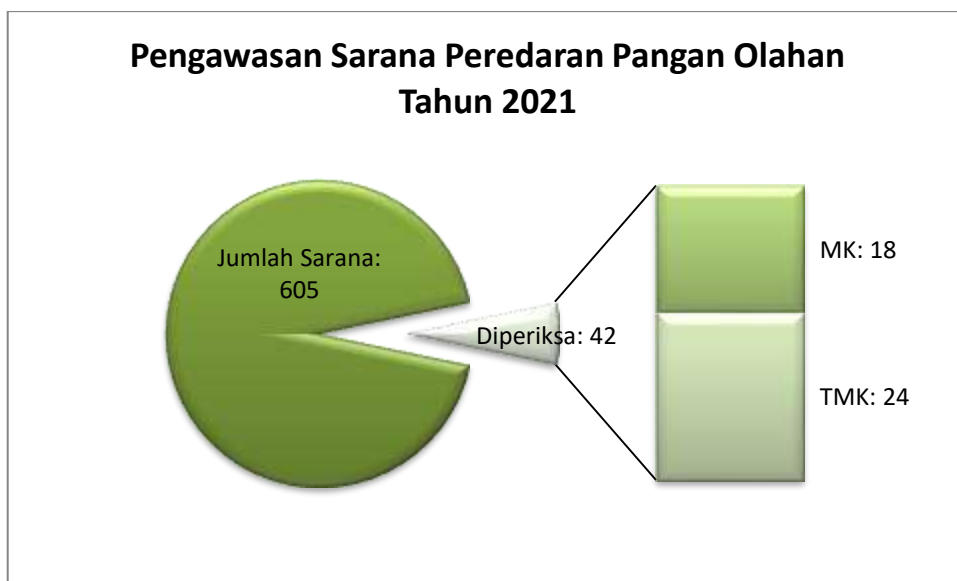 Pengawasan Sarana Peredaran Pangan Olahan
Tahun 2021
Jumlah Sarana:
605
Diperiksa: 42
MK: 18
TMK: 24